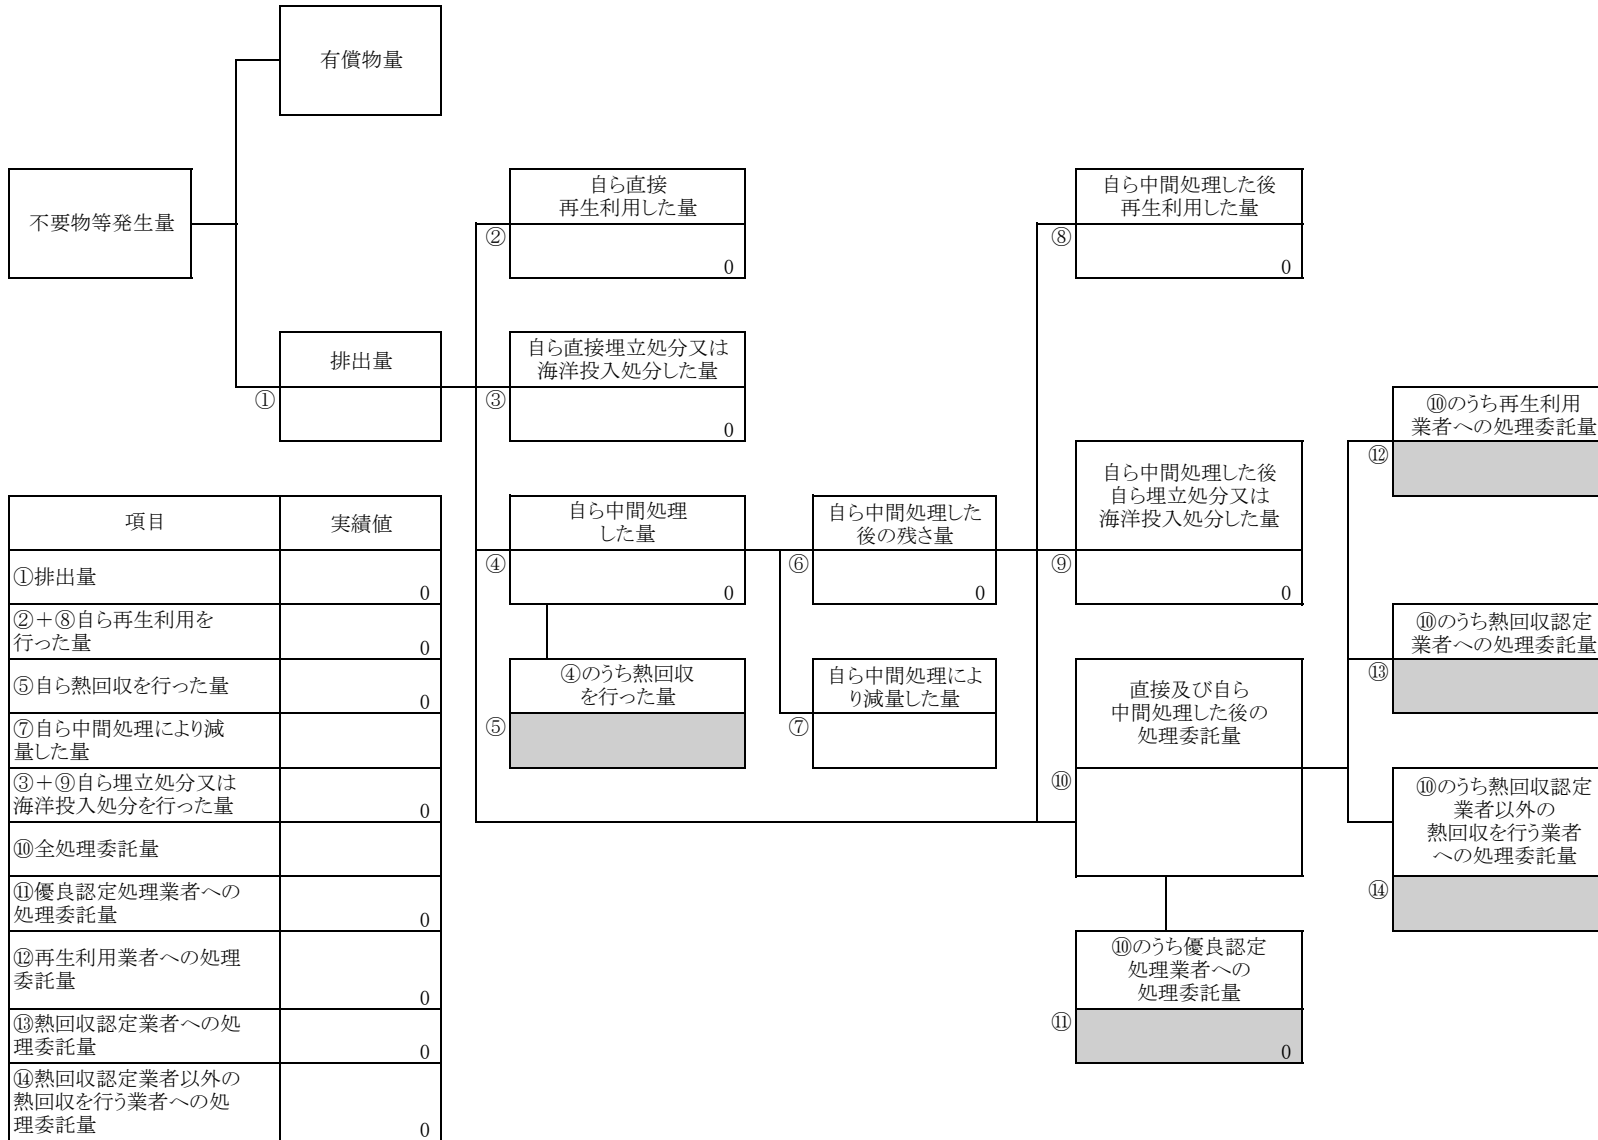 有償物量
不要物等発生量
自ら直接
再生利用した量
②
0
自ら中間処理した後
再生利用した量
⑧
0
排出量
①
自ら直接埋立処分又は
海洋投入処分した量
③
0
⑩のうち再生利用
業者への処理委託量
⑫
自ら中間処理
した量
④
0
自ら中間処理した
後の残さ量
⑥
0
自ら中間処理した後
自ら埋立処分又は
海洋投入処分した量
⑨
0
⑩のうち熱回収認定
業者への処理委託量
⑬
④のうち熱回収
を行った量
⑤
自ら中間処理によ
り減量した量
⑦
直接及び自ら
中間処理した後の
処理委託量
⑩
⑩のうち熱回収認定
業者以外の
熱回収を行う業者
への処理委託量
⑭
⑩のうち優良認定
処理業者への
処理委託量
⑪
0
項目 実績値
①排出量
0
②＋⑧自ら再生利用を
行った量
0
⑤自ら熱回収を行った量
0
⑦自ら中間処理により減
量した量
③＋⑨自ら埋立処分又は
海洋投入処分を行った量
0
⑩全処理委託量
⑪優良認定処理業者への
処理委託量
0
⑫再生利用業者への処理
委託量
0
⑬熱回収認定業者への処
理委託量
0
⑭熱回収認定業者以外の
熱回収を行う業者への処
理委託量
0